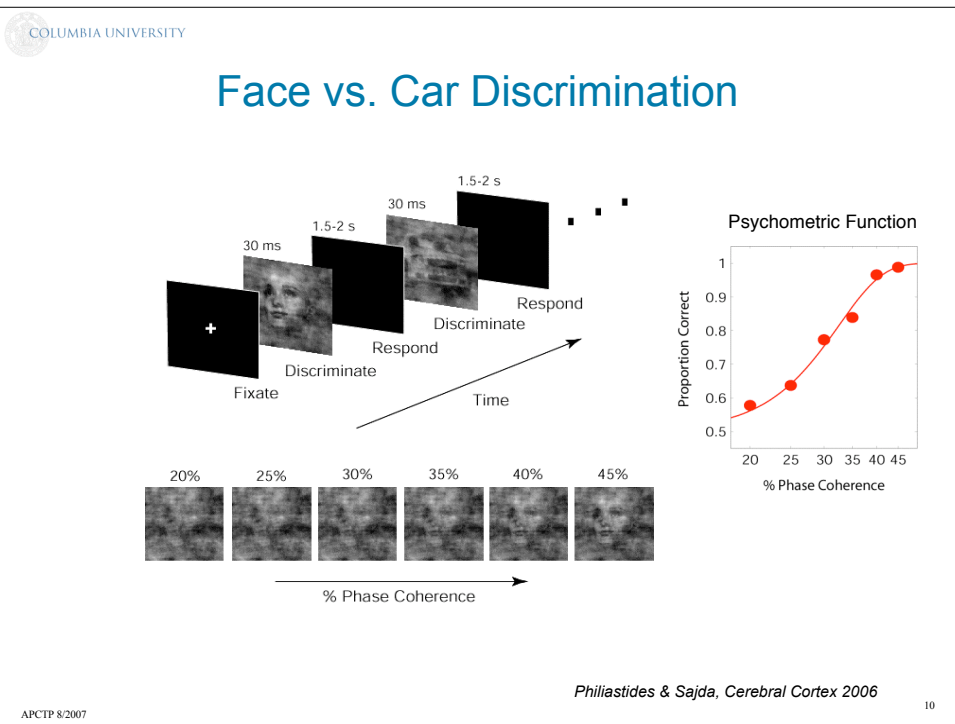 COLUMBIA UNIVERSITY
Face vs. Car Discrimination
1.5-2 s
30 ms
1.5-2 s
30 ms
Respond
Discriminate
Respond
Discriminate
Fixate
Time
Psychometric Function
Proportion Correct
1
0.9
0.8
0.7
0.6
0.5
20 25 30 35 40 45
% Phase Coherence
20% 25% 30% 35% 40% 45%
% Phase Coherence
Philiastides & Sajda, Cerebral Cortex 2006
APCTP 8/2007
10